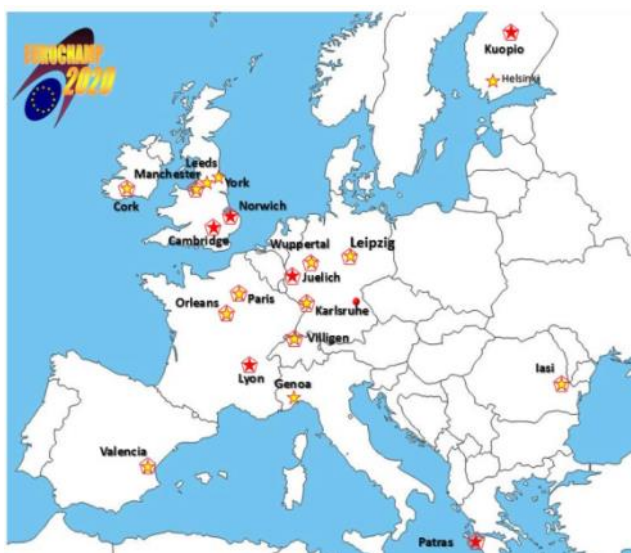 EUROCHAMP
2020
Kuopio
Helsinki
Leeds
Manchester
York
Cork
Norwich
Cambridge
Wuppertal
Leipzig
Juelich
Paris
Orleans
Karlsruhe
Villigen
Lyon
Genoa
Iasi
Valencia
Patras